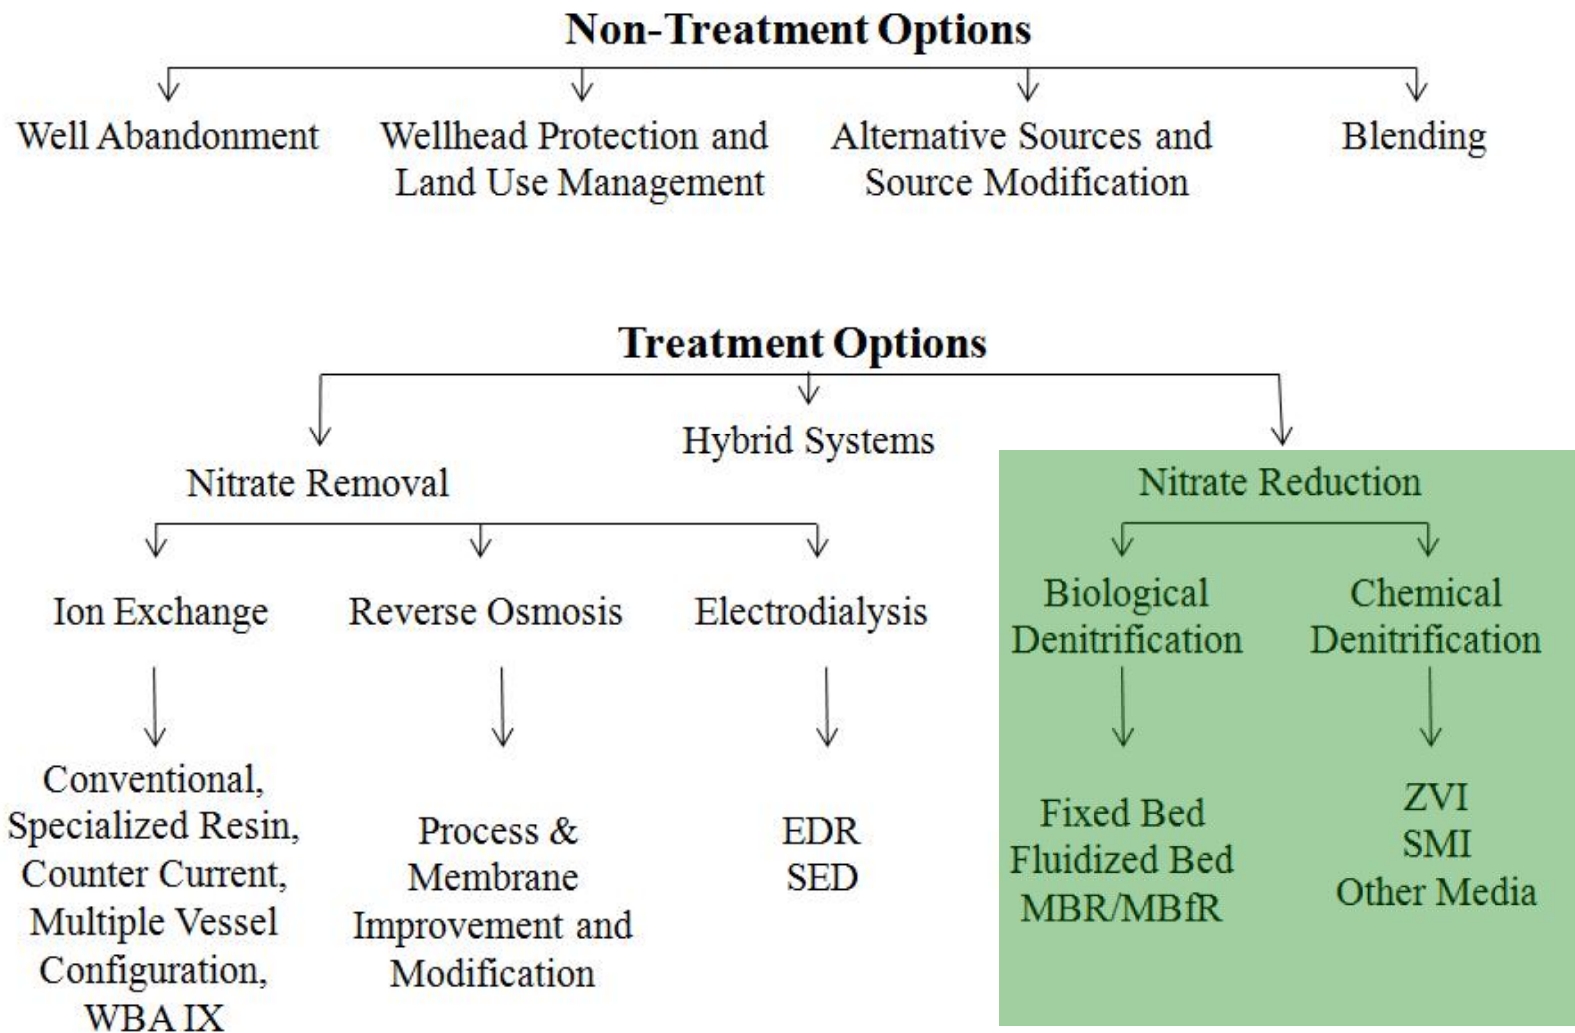 Non-Treatment Options
Well Abandonment
Wellhead Protection and
Land Use Management
Alternative Sources and
Source Modification
Blending
Treatment Options
Nitrate Removal
Hybrid Systems
Nitrate Reduction
Ion Exchange
Reverse Osmosis
Electrodialysis
Biological
Denitrification
Chemical
Denitrification
Conventional,
Specialized Resin,
Counter Current,
Multiple Vessel
Configuration,
WBA IX
Process &
Membrane
Improvement and
Modification
EDR
SED
Fixed Bed
Fluidized Bed
MBR/MBfR
ZVI
SMI
Other Media